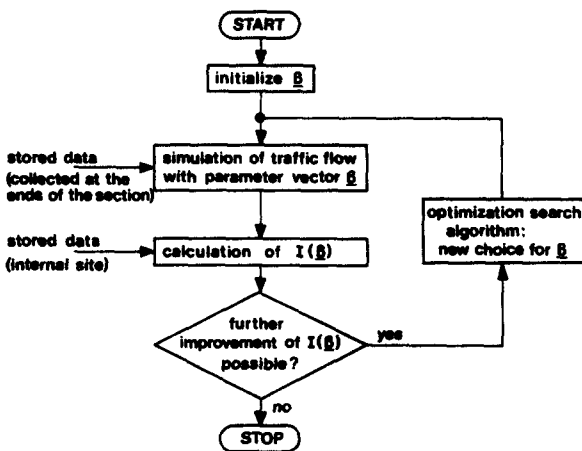 START
initialize β
stored data
(collected at the
ends of the section)
simulation of traffic flow
with parameter vector β
stored data
(internal site)
calculation of I(β)
optimization search
algorithm:
new choice for β
further
improvement of I(β)
possible?
yes
no
STOP